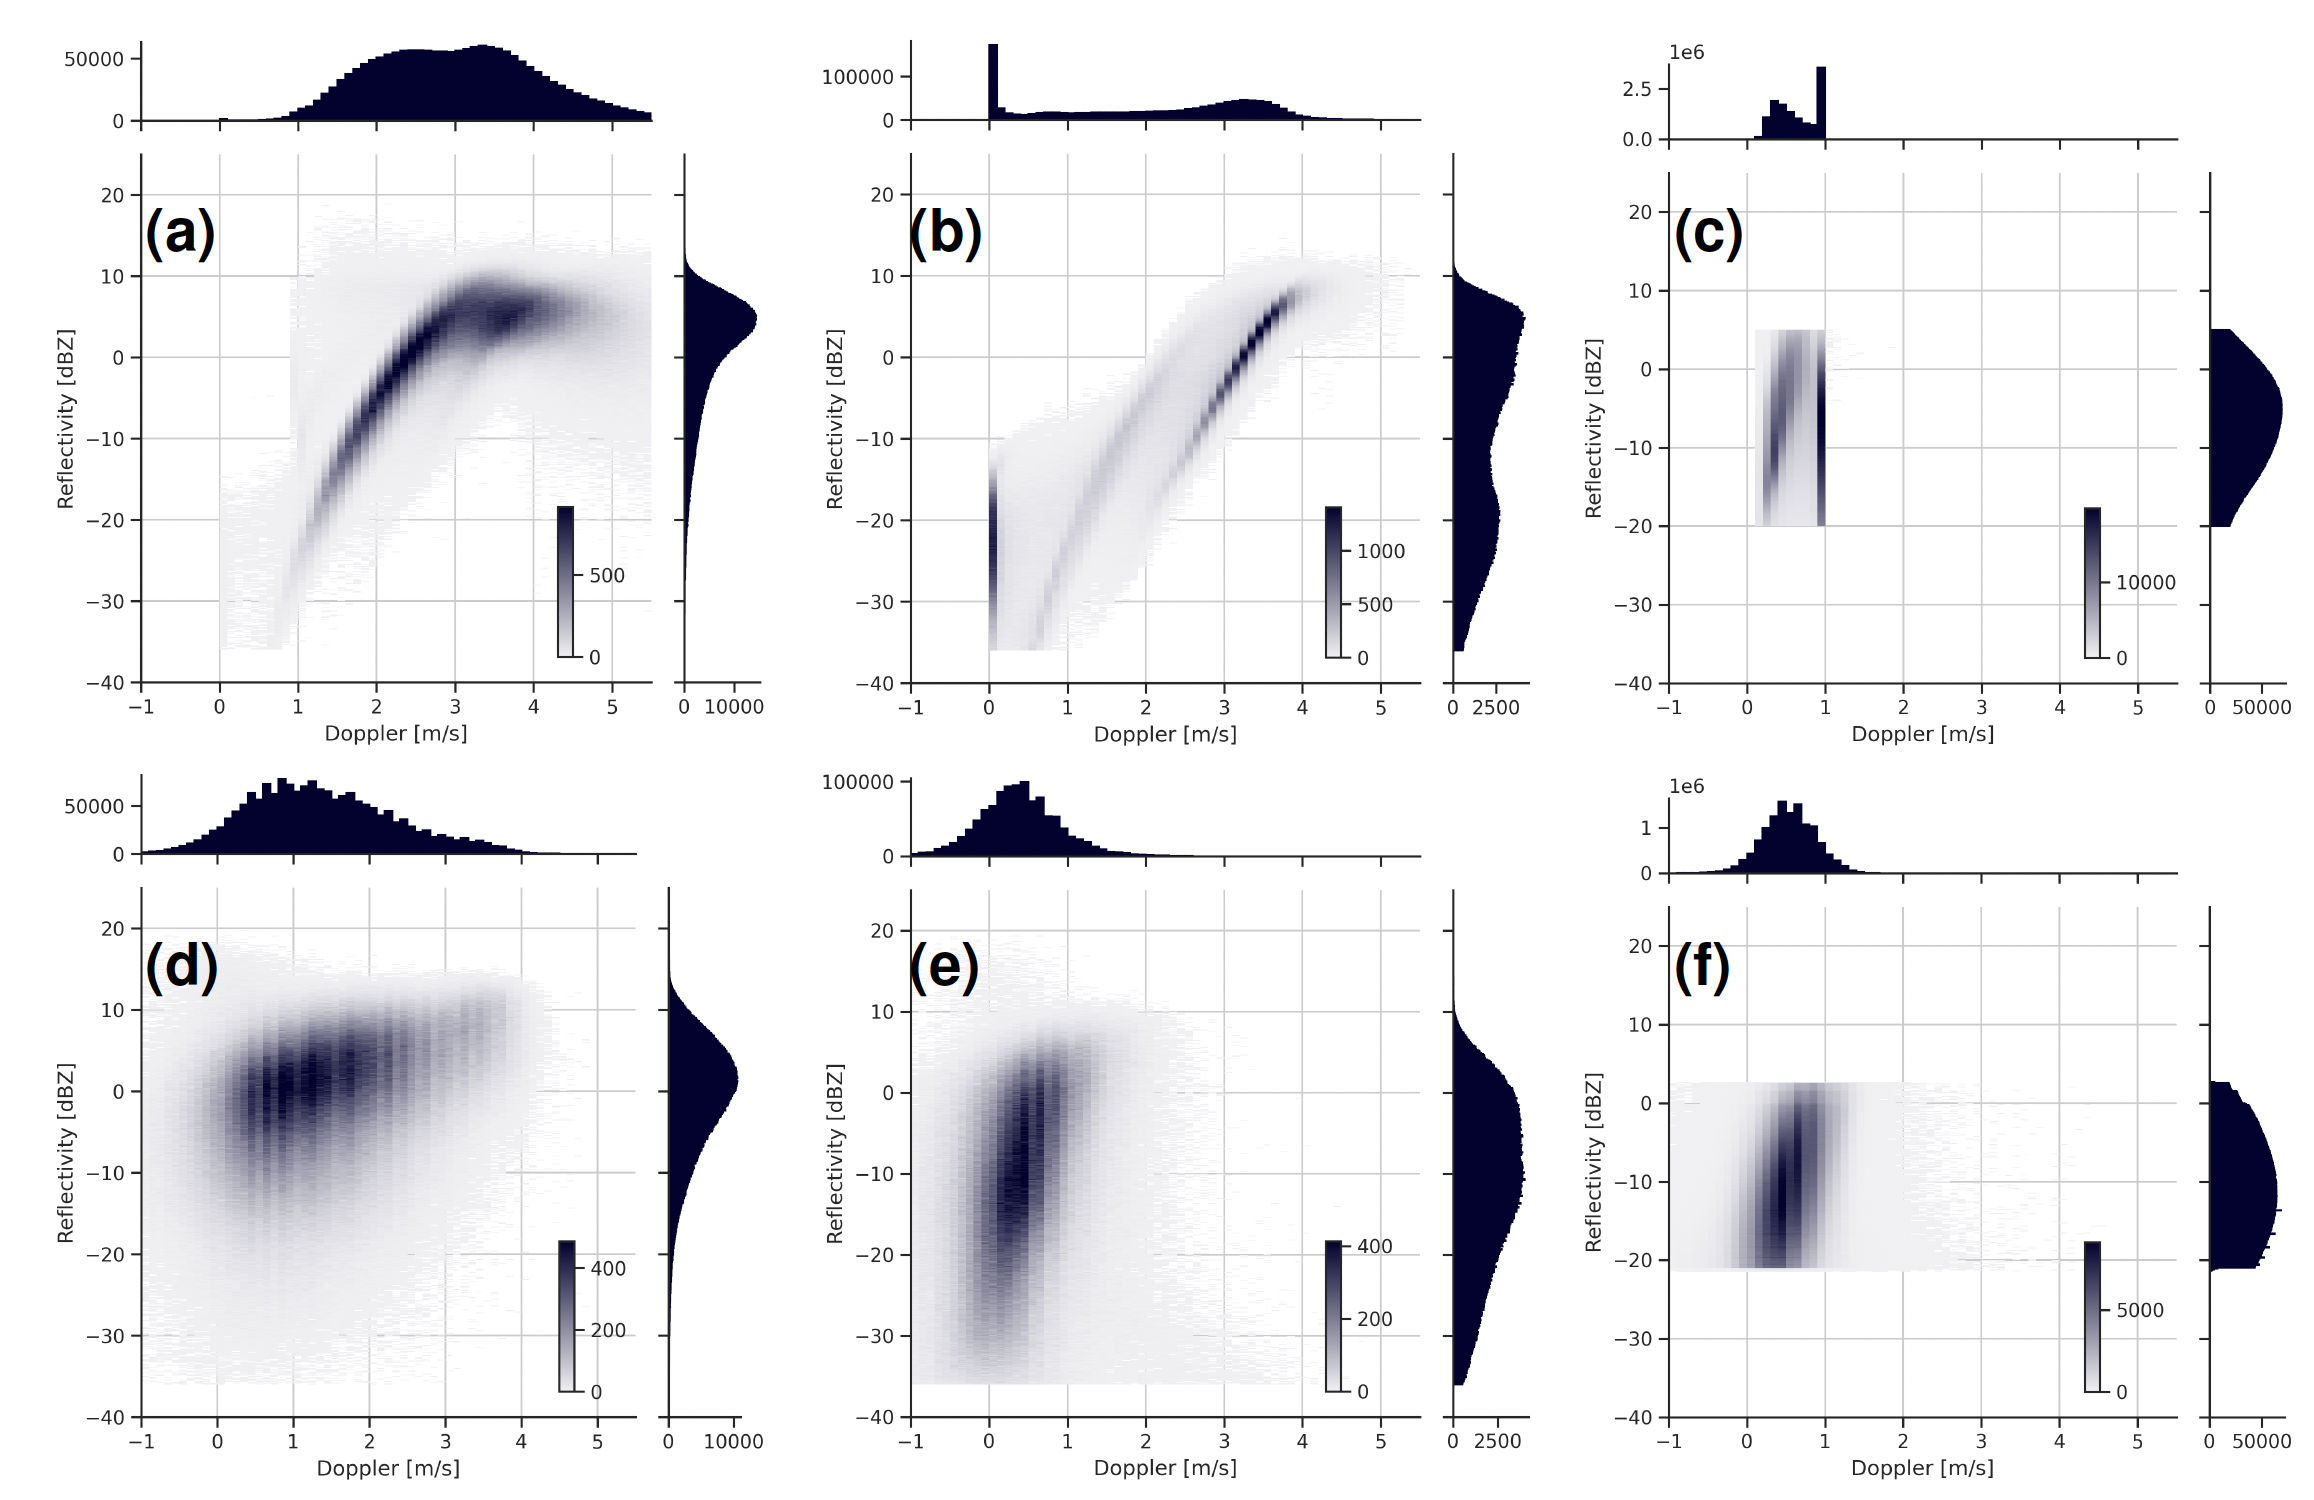 50000
0
(a)
20
10
0
−10
−20
−30
−40
Reflectivity [dBZ]
500
0
−1 0 1 2 3 4 5
Doppler [m/s]
0 10000
100000
0
(b)
20
10
0
−10
−20
−30
−40
Reflectivity [dBZ]
1000
500
0
−1 0 1 2 3 4 5
Doppler [m/s]
0 2500
1e6
2.5
0.0
(c)
20
10
0
−10
−20
−30
−40
Reflectivity [dBZ]
10000
0
−1 0 1 2 3 4 5
Doppler [m/s]
0 50000
50000
0
(d)
20
10
0
−10
−20
−30
−40
Reflectivity [dBZ]
400
200
0
−1 0 1 2 3 4 5
Doppler [m/s]
0 10000
100000
0
(e)
20
10
0
−10
−20
−30
−40
Reflectivity [dBZ]
400
200
0
−1 0 1 2 3 4 5
Doppler [m/s]
0 2500
1e6
1
0
(f)
20
10
0
−10
−20
−30
−40
Reflectivity [dBZ]
5000
0
−1 0 1 2 3 4 5
Doppler [m/s]
0 50000